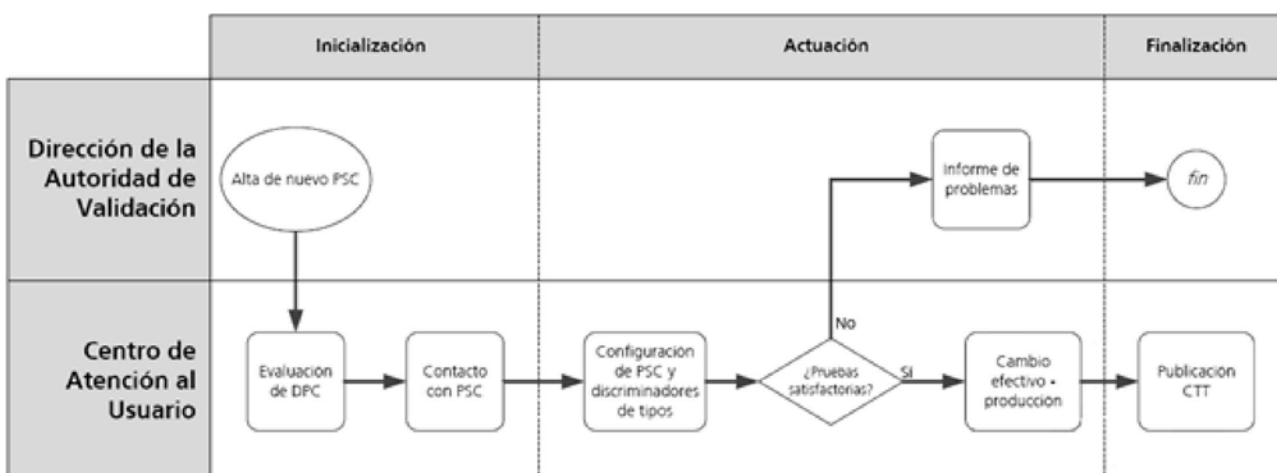 Inicialización
Actuación
Finalización
Dirección de la
Autoridad de
Validación
Alta de nuevo PSC
Informe de
problemas
fin
Centro de
Atención al
Usuario
Evaluación
de DPC
Contacto
con PSC
Configuración
de PSC y
discriminadores
de tipos
No
¿Pruebas
satisfactorias?
Sí
Cambio
efectivo -
producción
Publicación
CTT